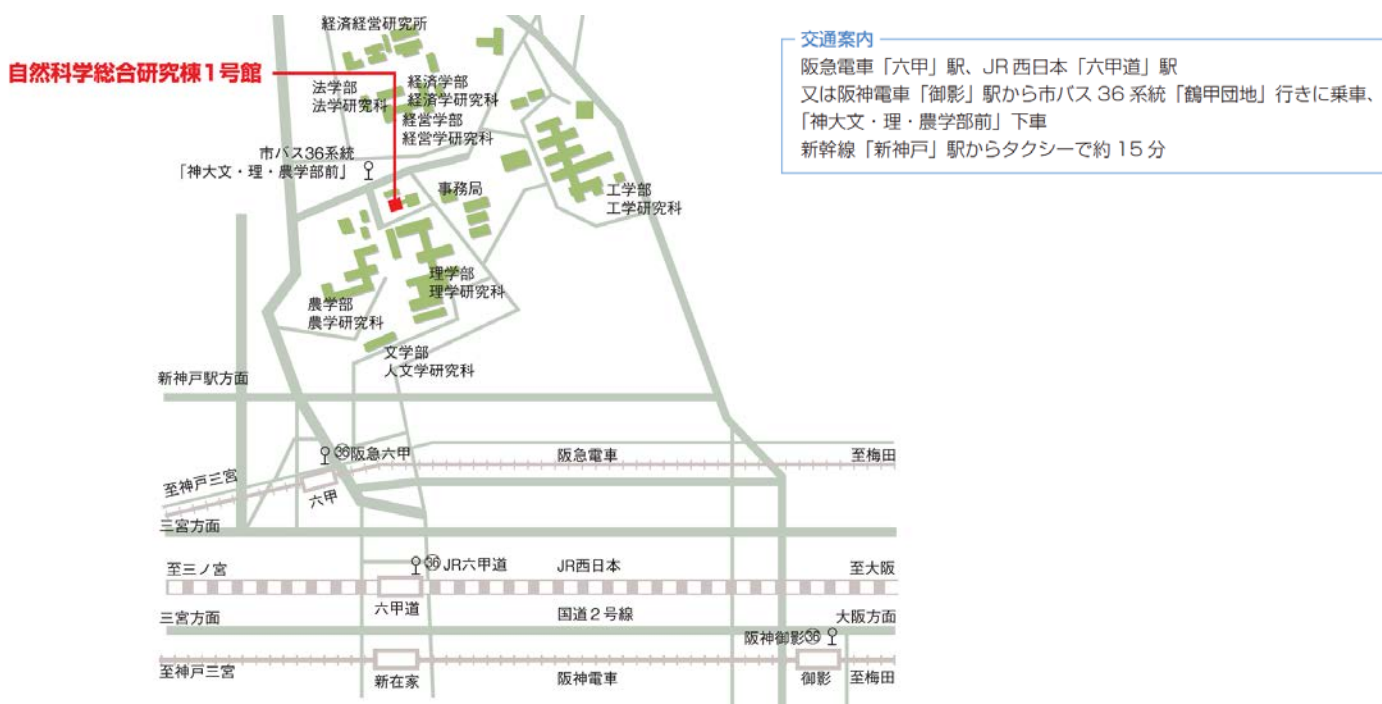 経済経営研究所
自然科学総合研究棟1号館
法学部
法学研究科
経済学部
経済学研究科
経営学部
経営学研究科
市バス36系統
「神大文・理・農学部前」
事務局
工学部
工学研究科
理学部
理学研究科
農学部
農学研究科
文学部
人文学研究科
新神戸駅方面
㊱阪急六甲
阪急電車
至梅田
至神戸三宮
六甲
三宮方面
至三ノ宮
㊱JR六甲道
JR西日本
至大阪
六甲道
三宮方面
国道2号線
大阪方面
阪神御影㊱
至神戸三宮
新在家
阪神電車
御影
至梅田
交通案内
阪急電車「六甲」駅、JR西日本「六甲道」駅
又は阪神電車「御影」駅から市バス36系統「鶴甲団地」行きに乗車、
「神大文・理・農学部前」下車
新幹線「新神戸」駅からタクシーで約15分